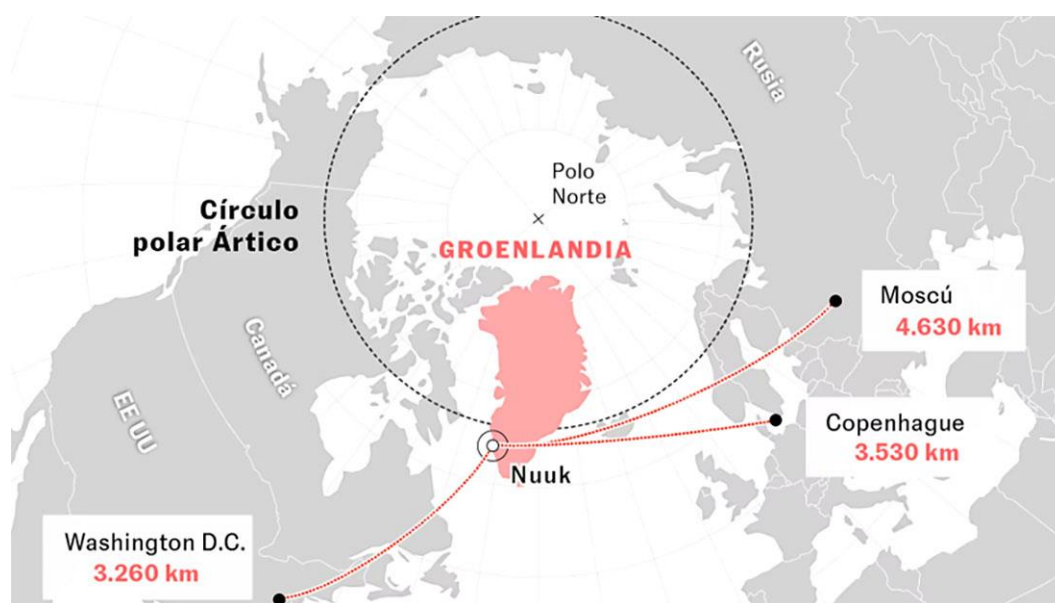 Rusia
Polo
Norte
Círculo
polar Ártico
GROENLANDIA
Moscú
4.630 km
Canadá
EE UU
Copenhague
3.530 km
Nuuk
Washington D.C.
3.260 km